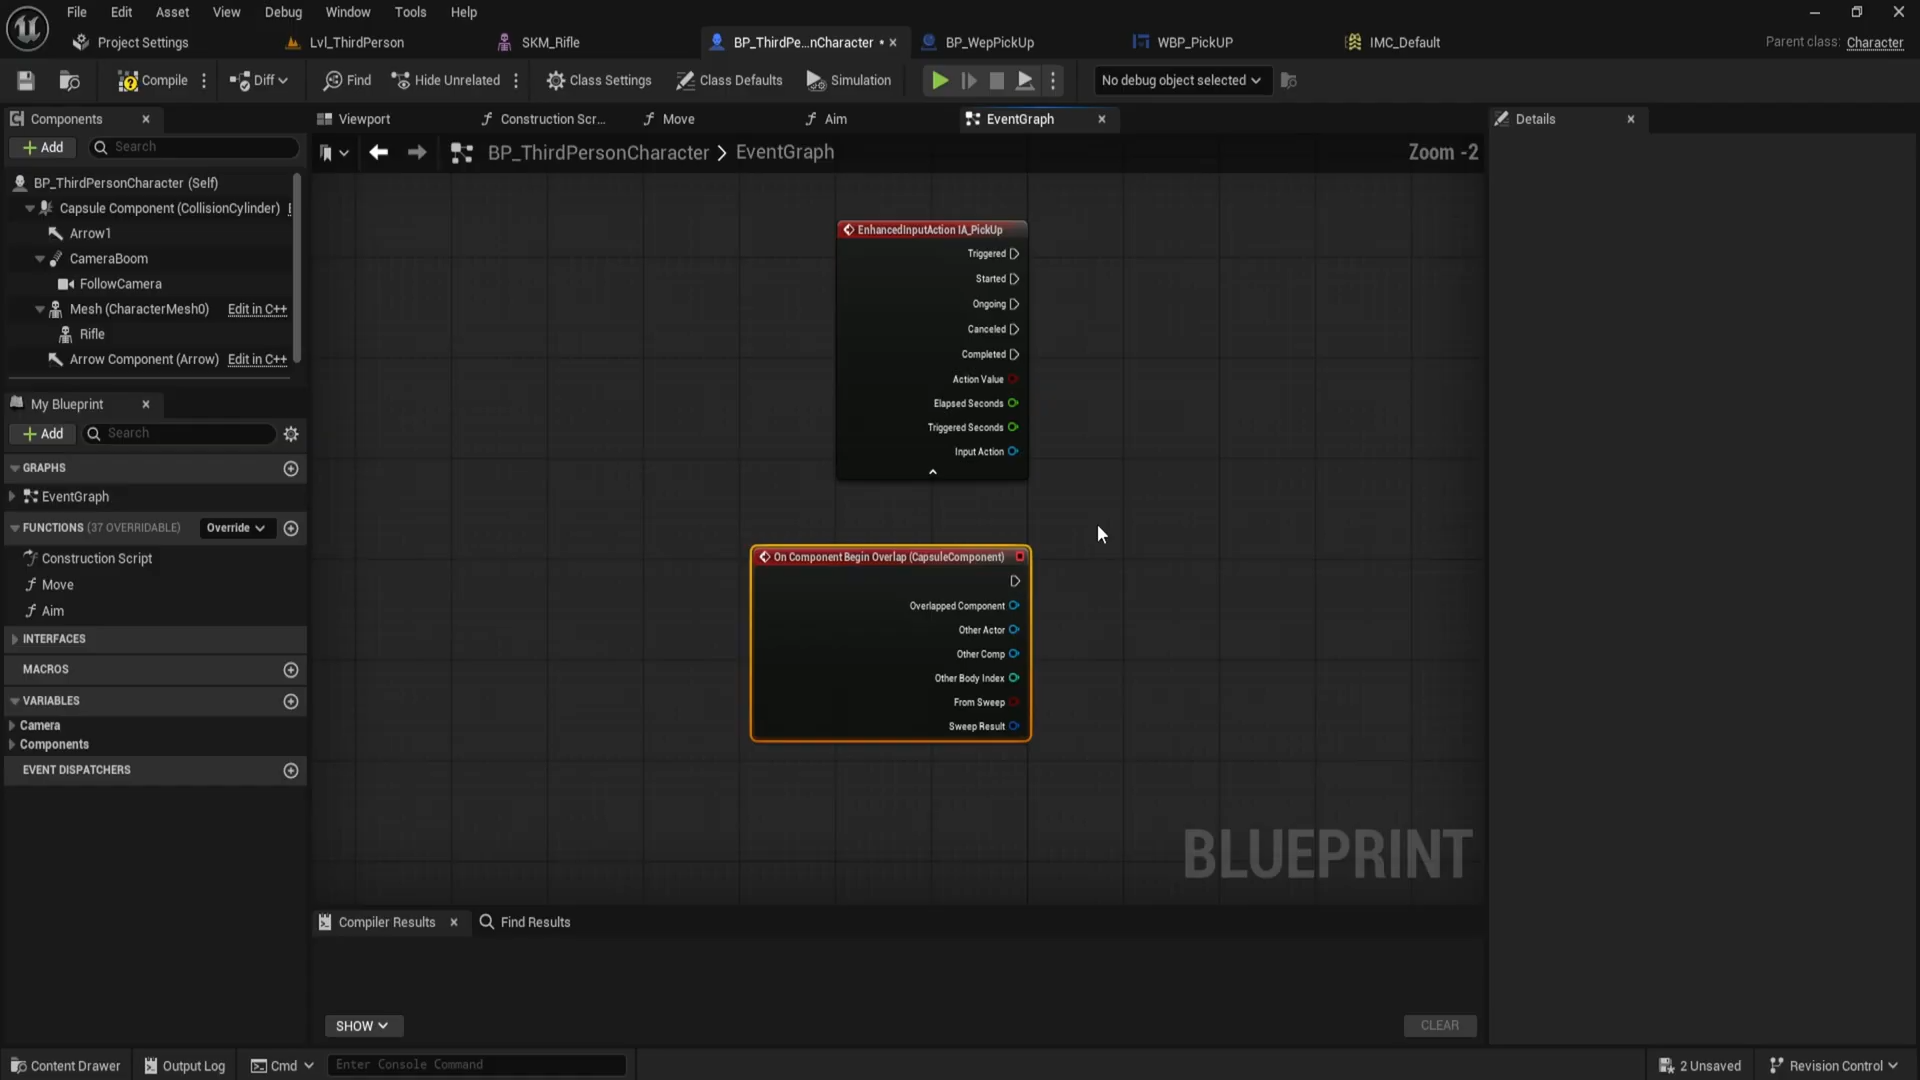 File Edit Asset View Debug Window Tools Help
Project Settings
Lvl_ThirdPerson
SKM_Rifle
BP_ThirdPe...nCharacter •
BP_WepPickUp
WBP_PickUP
IMC_Default
Parent class: Character
Compile
Diff
Find
Hide Unrelated
Class Settings
Class Defaults
Simulation
No debug object selected
Components
Add
Search
BP_ThirdPersonCharacter (Self)
Capsule Component (CollisionCylinder)
Arrow1
CameraBoom
FollowCamera
Mesh (CharacterMesh0) Edit in C++
Rifle
Arrow Component (Arrow) Edit in C++
My Blueprint
Add
Search
GRAPHS
EventGraph
FUNCTIONS (37 OVERRIDABLE) Override
Construction Script
Move
Aim
INTERFACES
MACROS
VARIABLES
Camera
Components
EVENT DISPATCHERS
Viewport
Construction Scr...
Move
Aim
EventGraph
BP_ThirdPersonCharacter > EventGraph
Zoom -2
EnhancedInputAction IA_PickUp
Triggered
Started
Ongoing
Canceled
Completed
Action Value
Elapsed Seconds
Triggered Seconds
Input Action
On Component Begin Overlap (CapsuleComponent)
Overlapped Component
Other Actor
Other Comp
Other Body Index
From Sweep
Sweep Result
BLUEPRINT
Details
Compiler Results
Find Results
SHOW
CLEAR
Content Drawer
Output Log
Cmd
Enter Console Command
2 Unsaved
Revision Control